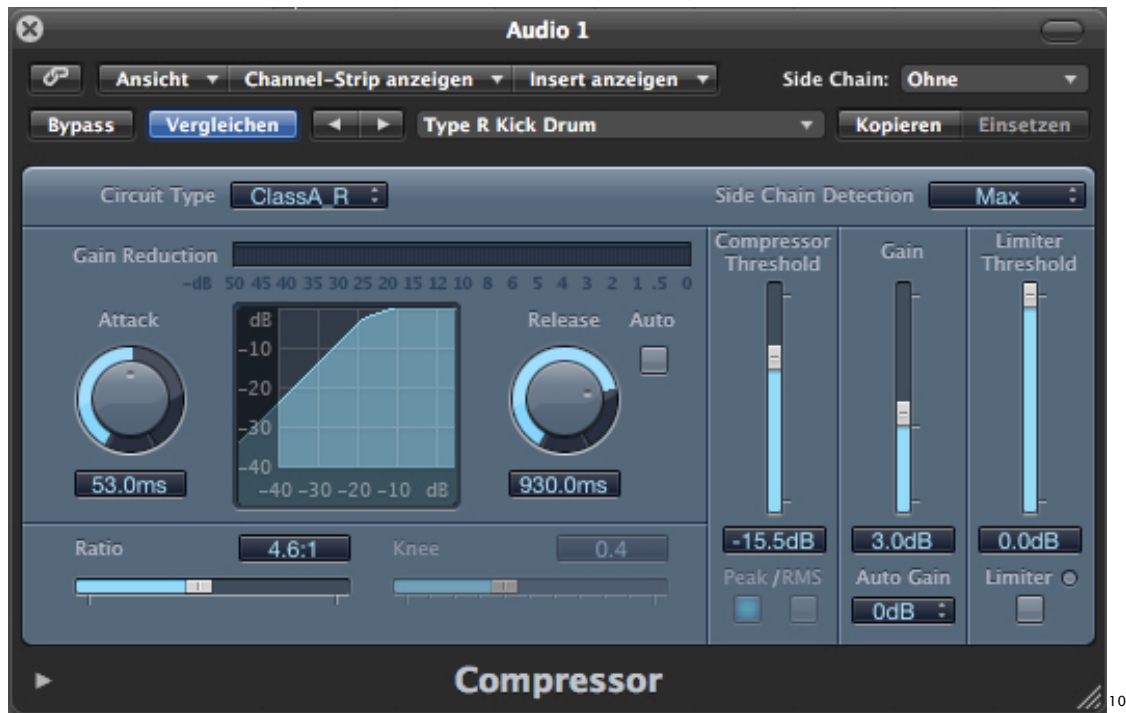 Audio 1
Ansicht Channel-Strip anzeigen Insert anzeigen Side Chain: Ohne
Bypass Vergleichen Type R Kick Drum Kopieren Einsetzen
Circuit Type ClassA_R Side Chain Detection Max
Gain Reduction
-dB 50 45 40 35 30 25 20 15 12 10 8 6 5 4 3 2 1 .5 0
Compressor Threshold
Gain
Limiter Threshold
Attack
53.0ms
dB
-10
-20
-30
-40
-40 -30 -20 -10 dB
Release Auto
930.0ms
Ratio 4.6:1 Knee 0.4
-15.5dB 3.0dB 0.0dB
Peak /RMS Auto Gain Limiter
0dB
Compressor
10